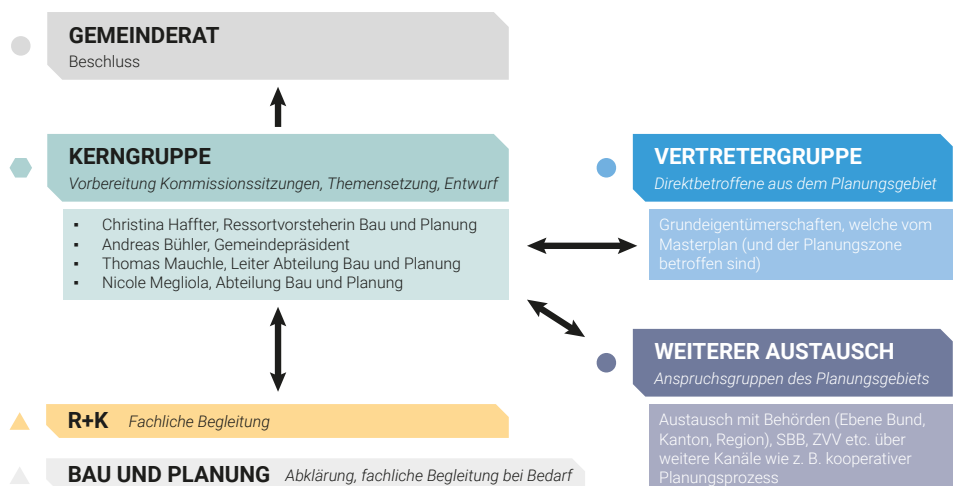 GEMEINDERAT
Beschluss
KERNGRUPPE
Vorbereitung Kommissionssitzungen, Themensetzung, Entwurf
▪ Christina Haffter, Ressortvorsteherin Bau und Planung
▪ Andreas Bühler, Gemeindepräsident
▪ Thomas Mauchle, Leiter Abteilung Bau und Planung
▪ Nicole Megliola, Abteilung Bau und Planung
VERTRETERGRUPPE
Direktbetroffene aus dem Planungsgebiet
Grundeigentümerschaften, welche vom
Masterplan (und der Planungszone
betroffen sind)
WEITERER AUSTAUSCH
Anspruchsgruppen des Planungsgebiets
Austausch mit Behörden (Ebene Bund,
Kanton, Region), SBB, ZVV etc. über
weitere Kanäle wie z. B. kooperativer
Planungsprozess
R+K Fachliche Begleitung
BAU UND PLANUNG Abklärung, fachliche Begleitung bei Bedarf